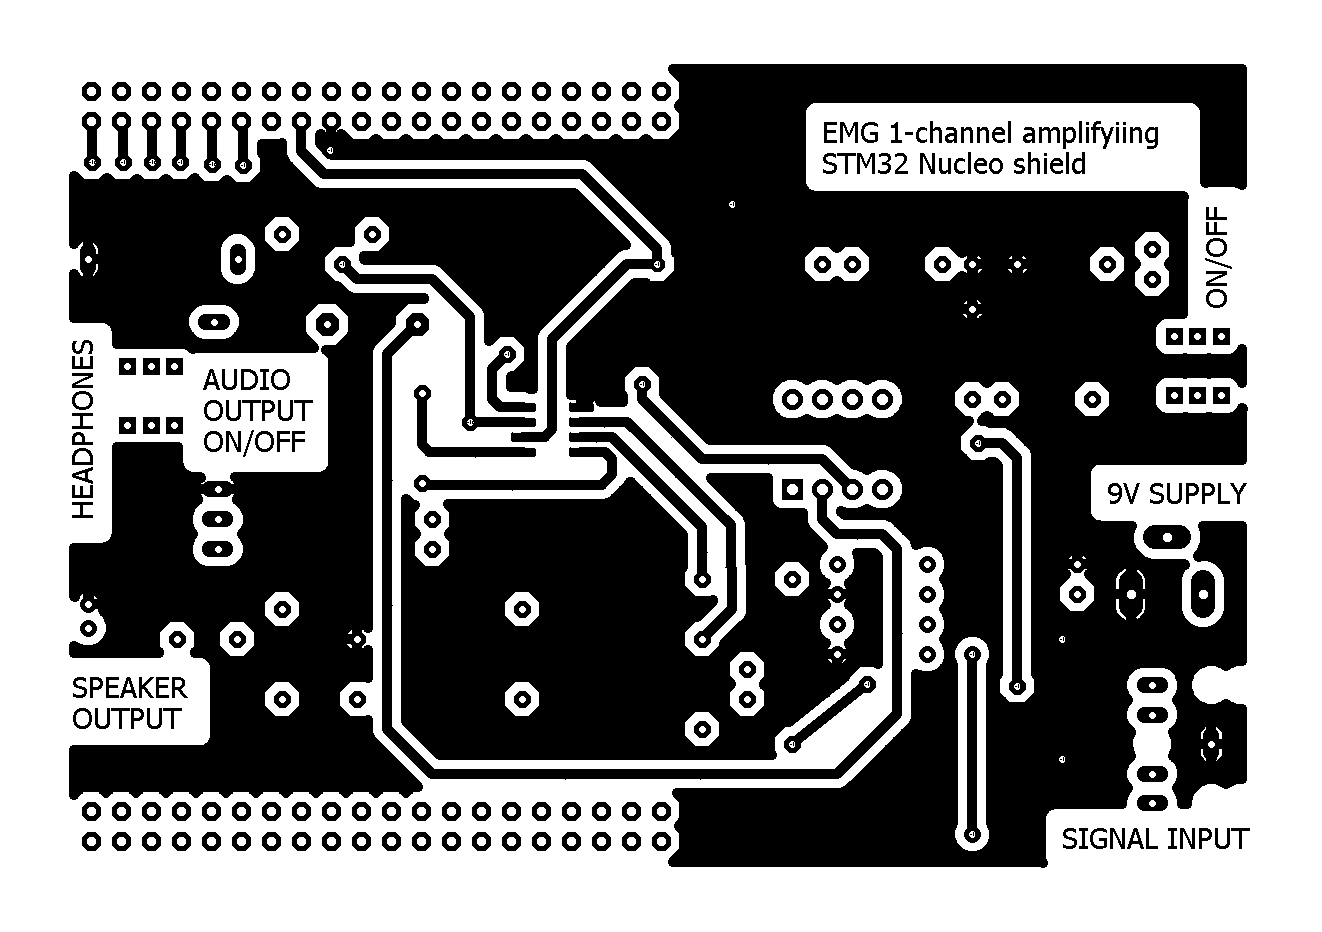 EMG 1-channel amplifyiing
STM32 Nucleo shield
ON/OFF
HEADPHONES
AUDIO
OUTPUT
ON/OFF
9V SUPPLY
SPEAKER
OUTPUT
SIGNAL INPUT